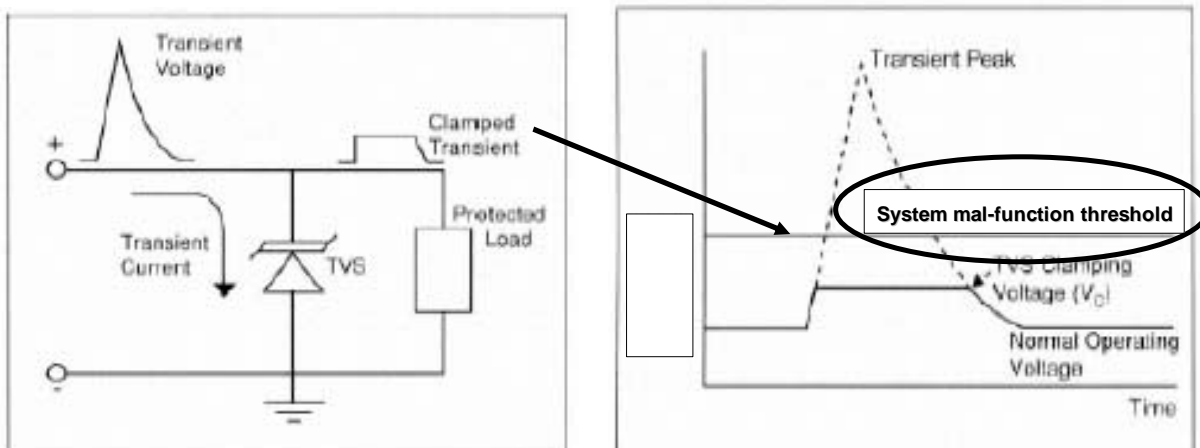 Transient
Voltage
+
Clamped
Transient
Transient
Current
TVS
Protected
Load
-
Transient Peak
System mal-function threshold
TVS Clamping
Voltage (VC)
Normal Operating
Voltage
Time